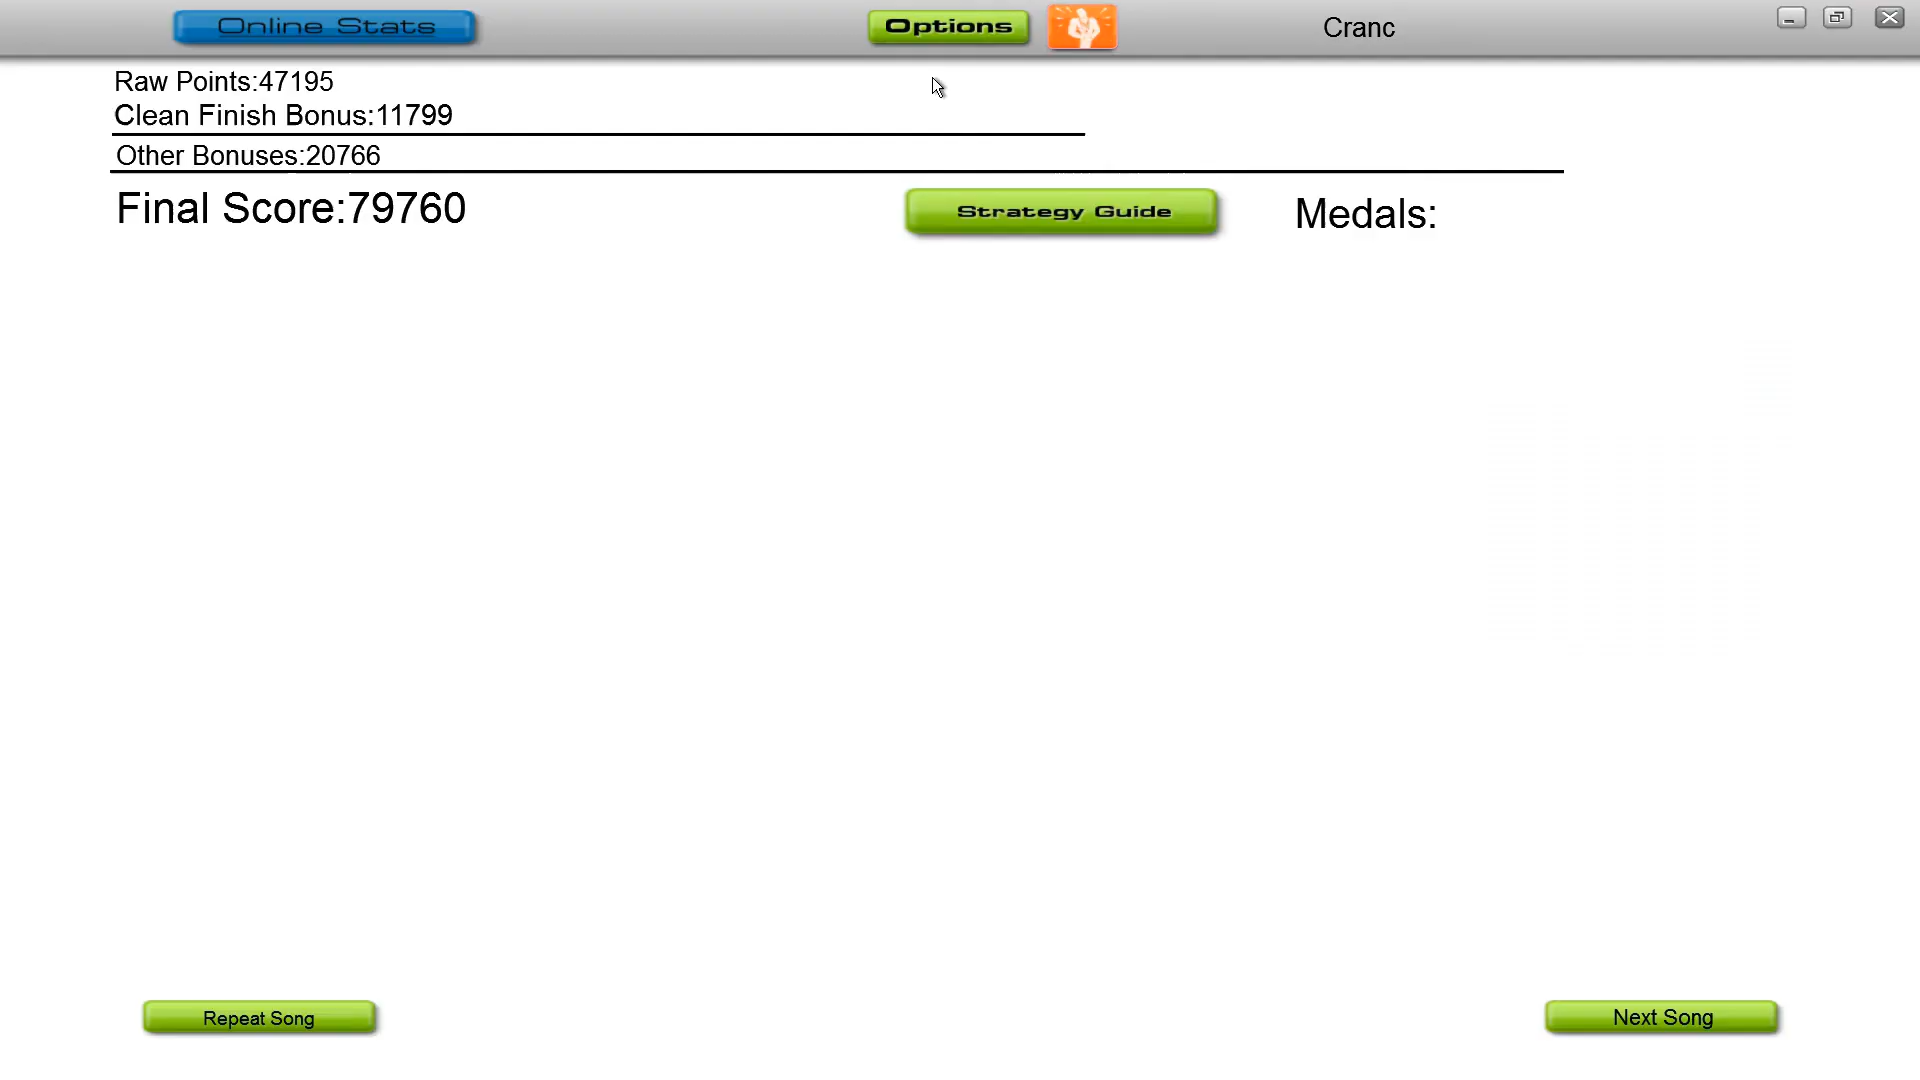 Online Stats
Options
Cranc
Raw Points:47195
Clean Finish Bonus:11799
Other Bonuses:20766
Final Score:79760
Strategy Guide
Medals:
Repeat Song
Next Song